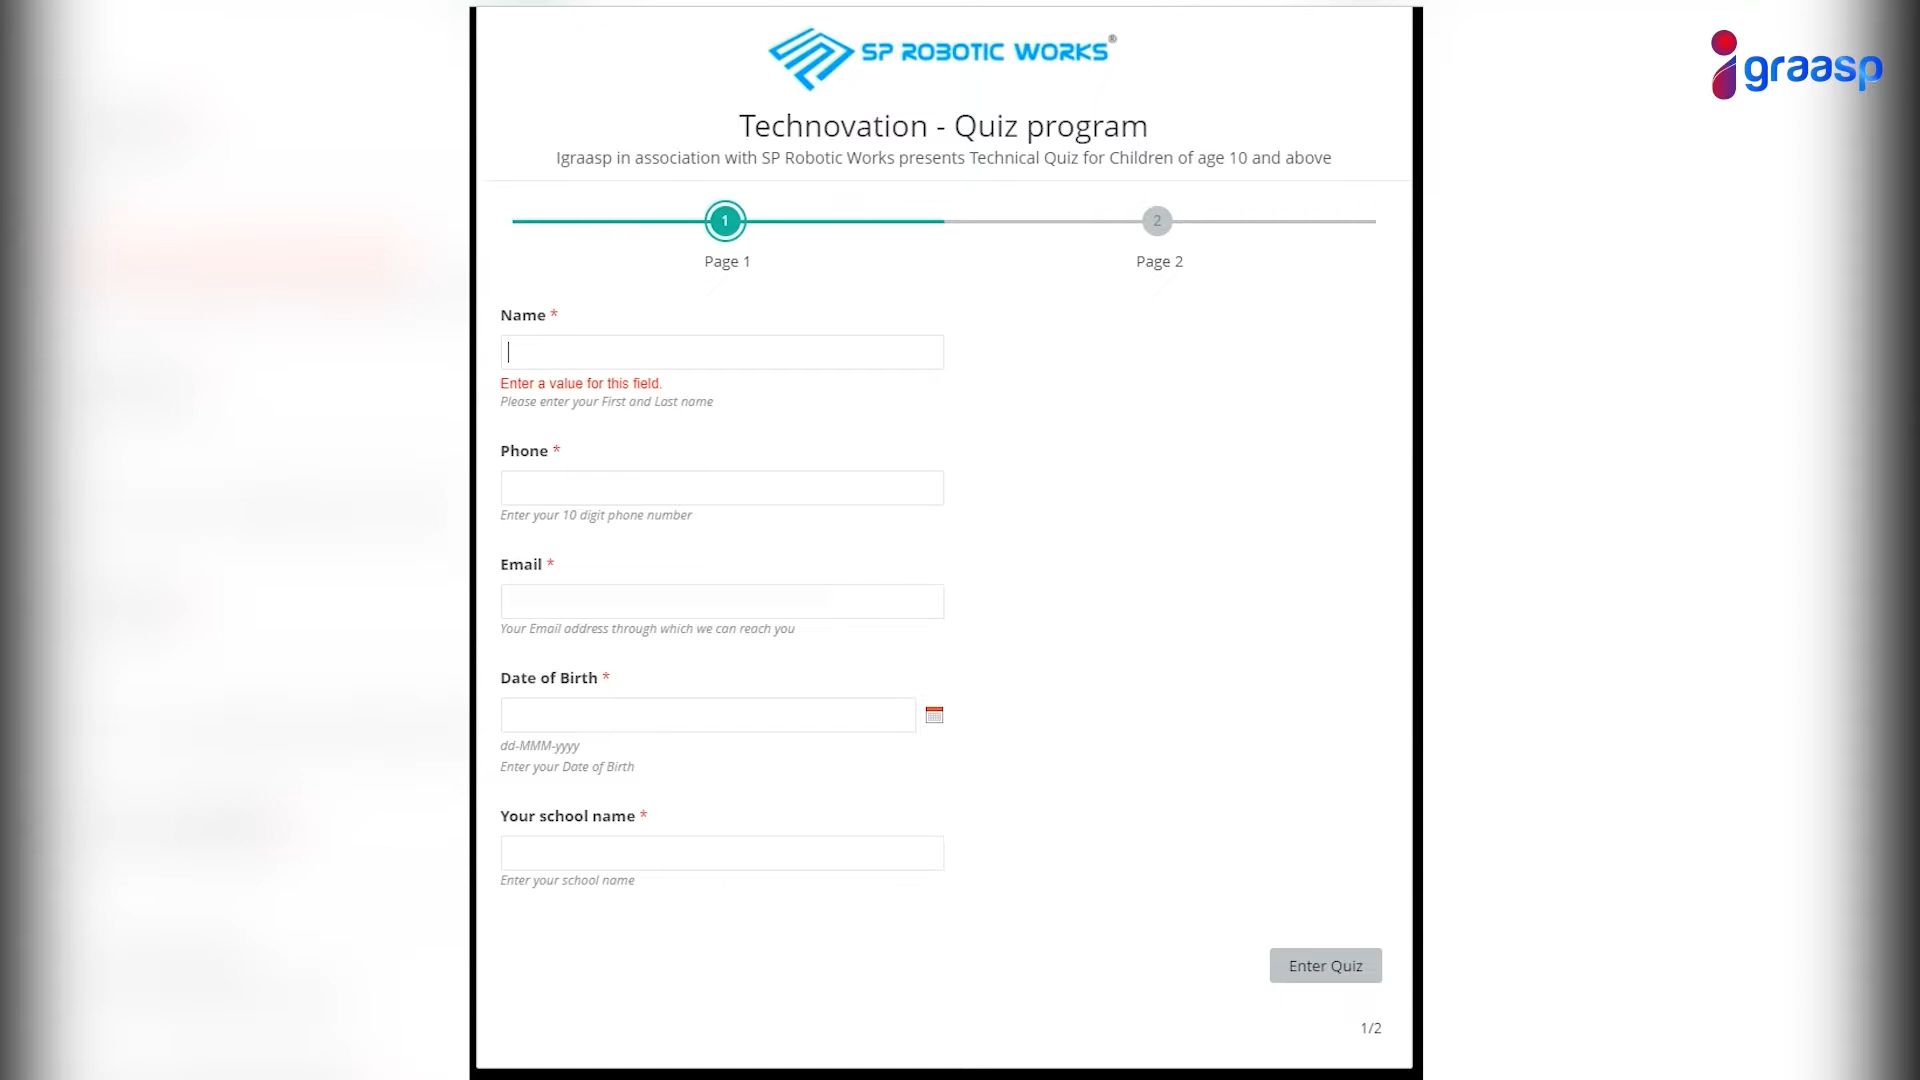 SP ROBOTIC WORKS®
graasp
Technovation - Quiz program
Igraasp in association with SP Robotic Works presents Technical Quiz for Children of age 10 and above
1
2
Page 1
Page 2
Name *
Enter a value for this field.
Please enter your First and Last name
Phone *
Enter your 10 digit phone number
Email *
Your Email address through which we can reach you
Date of Birth *
dd-MMM-yyyy
Enter your Date of Birth
Your school name *
Enter your school name
Enter Quiz
1/2